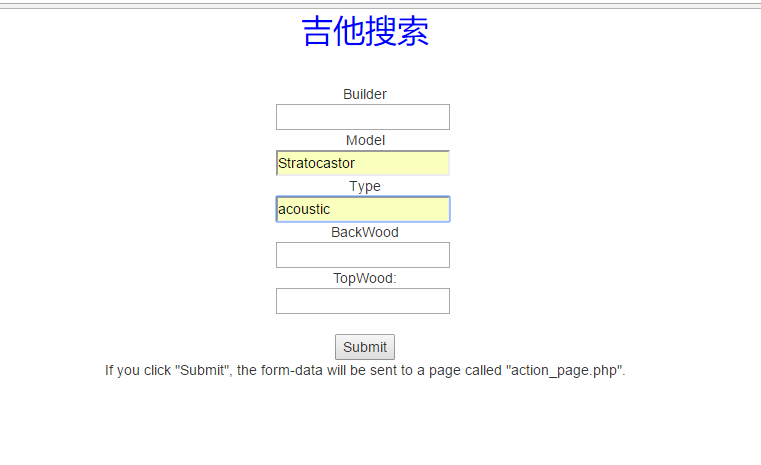 吉他搜索
Builder
Model
Stratocastor
Type
acoustic
BackWood
TopWood:
Submit
If you click "Submit", the form-data will be sent to a page called "action_page.php".